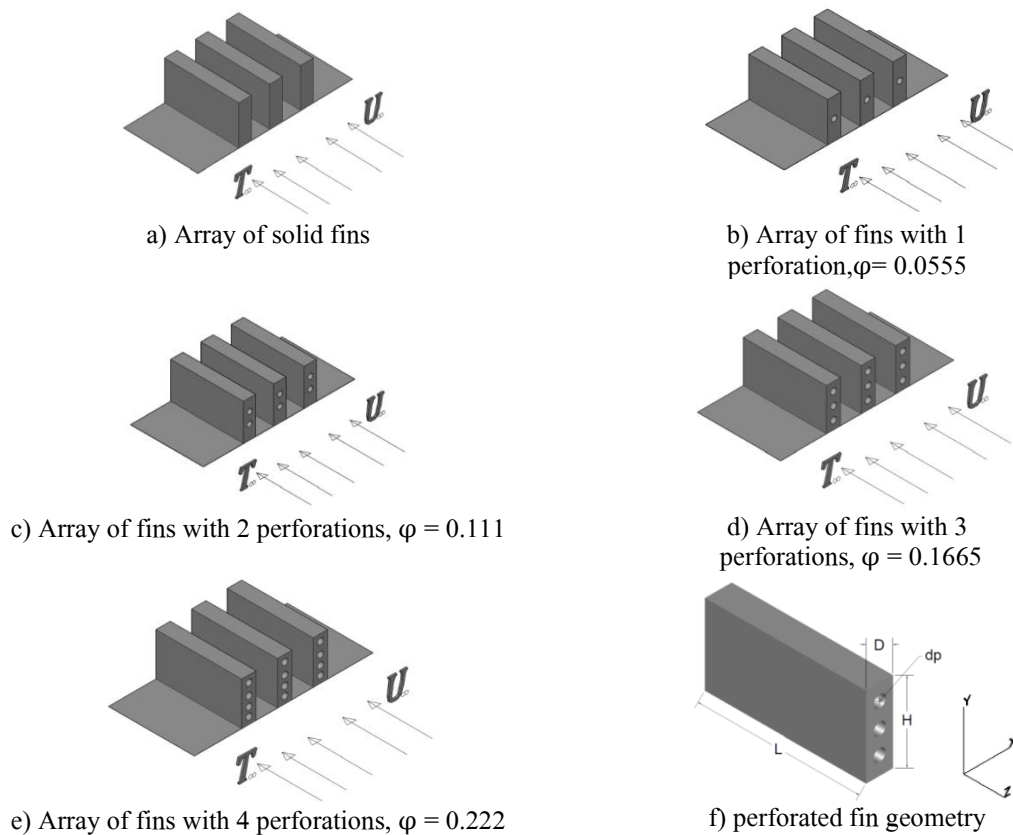 U∞
T∞
a) Array of solid fins
U∞
T∞
b) Array of fins with 1
perforation,φ= 0.0555
U∞
T∞
c) Array of fins with 2 perforations, φ = 0.111
U∞
T∞
d) Array of fins with 3
perforations, φ = 0.1665
U∞
T∞
e) Array of fins with 4 perforations, φ = 0.222
D
dp
H
L
Y
X
Z
f) perforated fin geometry